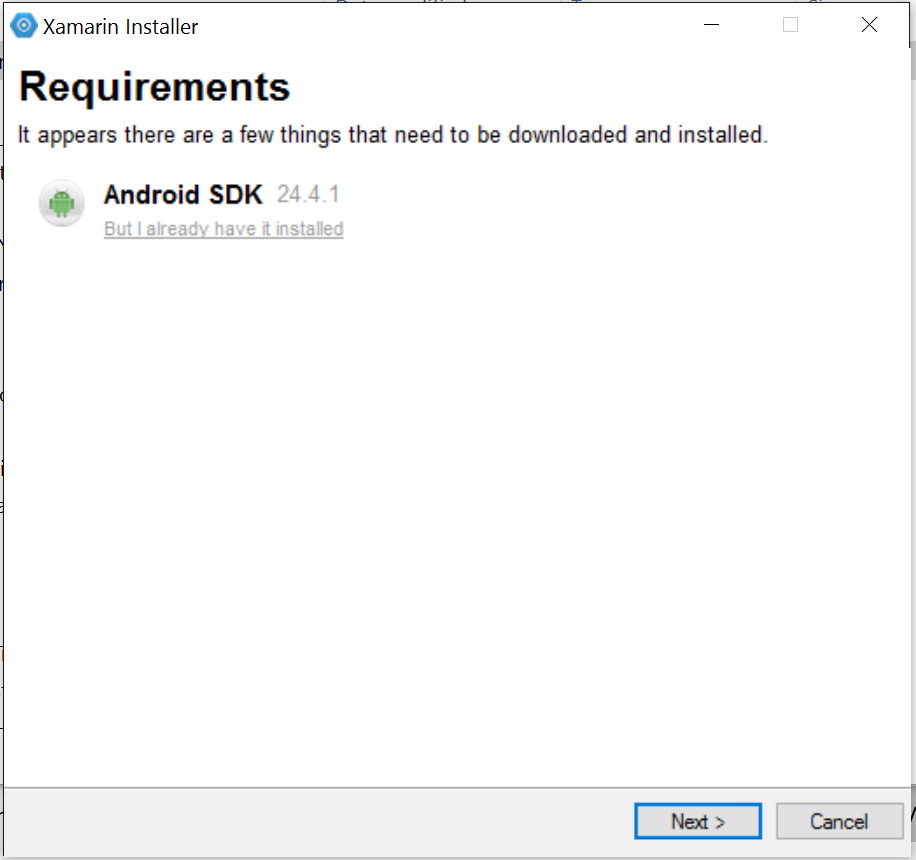 Xamarin Installer
Requirements
It appears there are a few things that need to be downloaded and installed.
Android SDK 24.4.1
But I already have it installed
Next >
Cancel